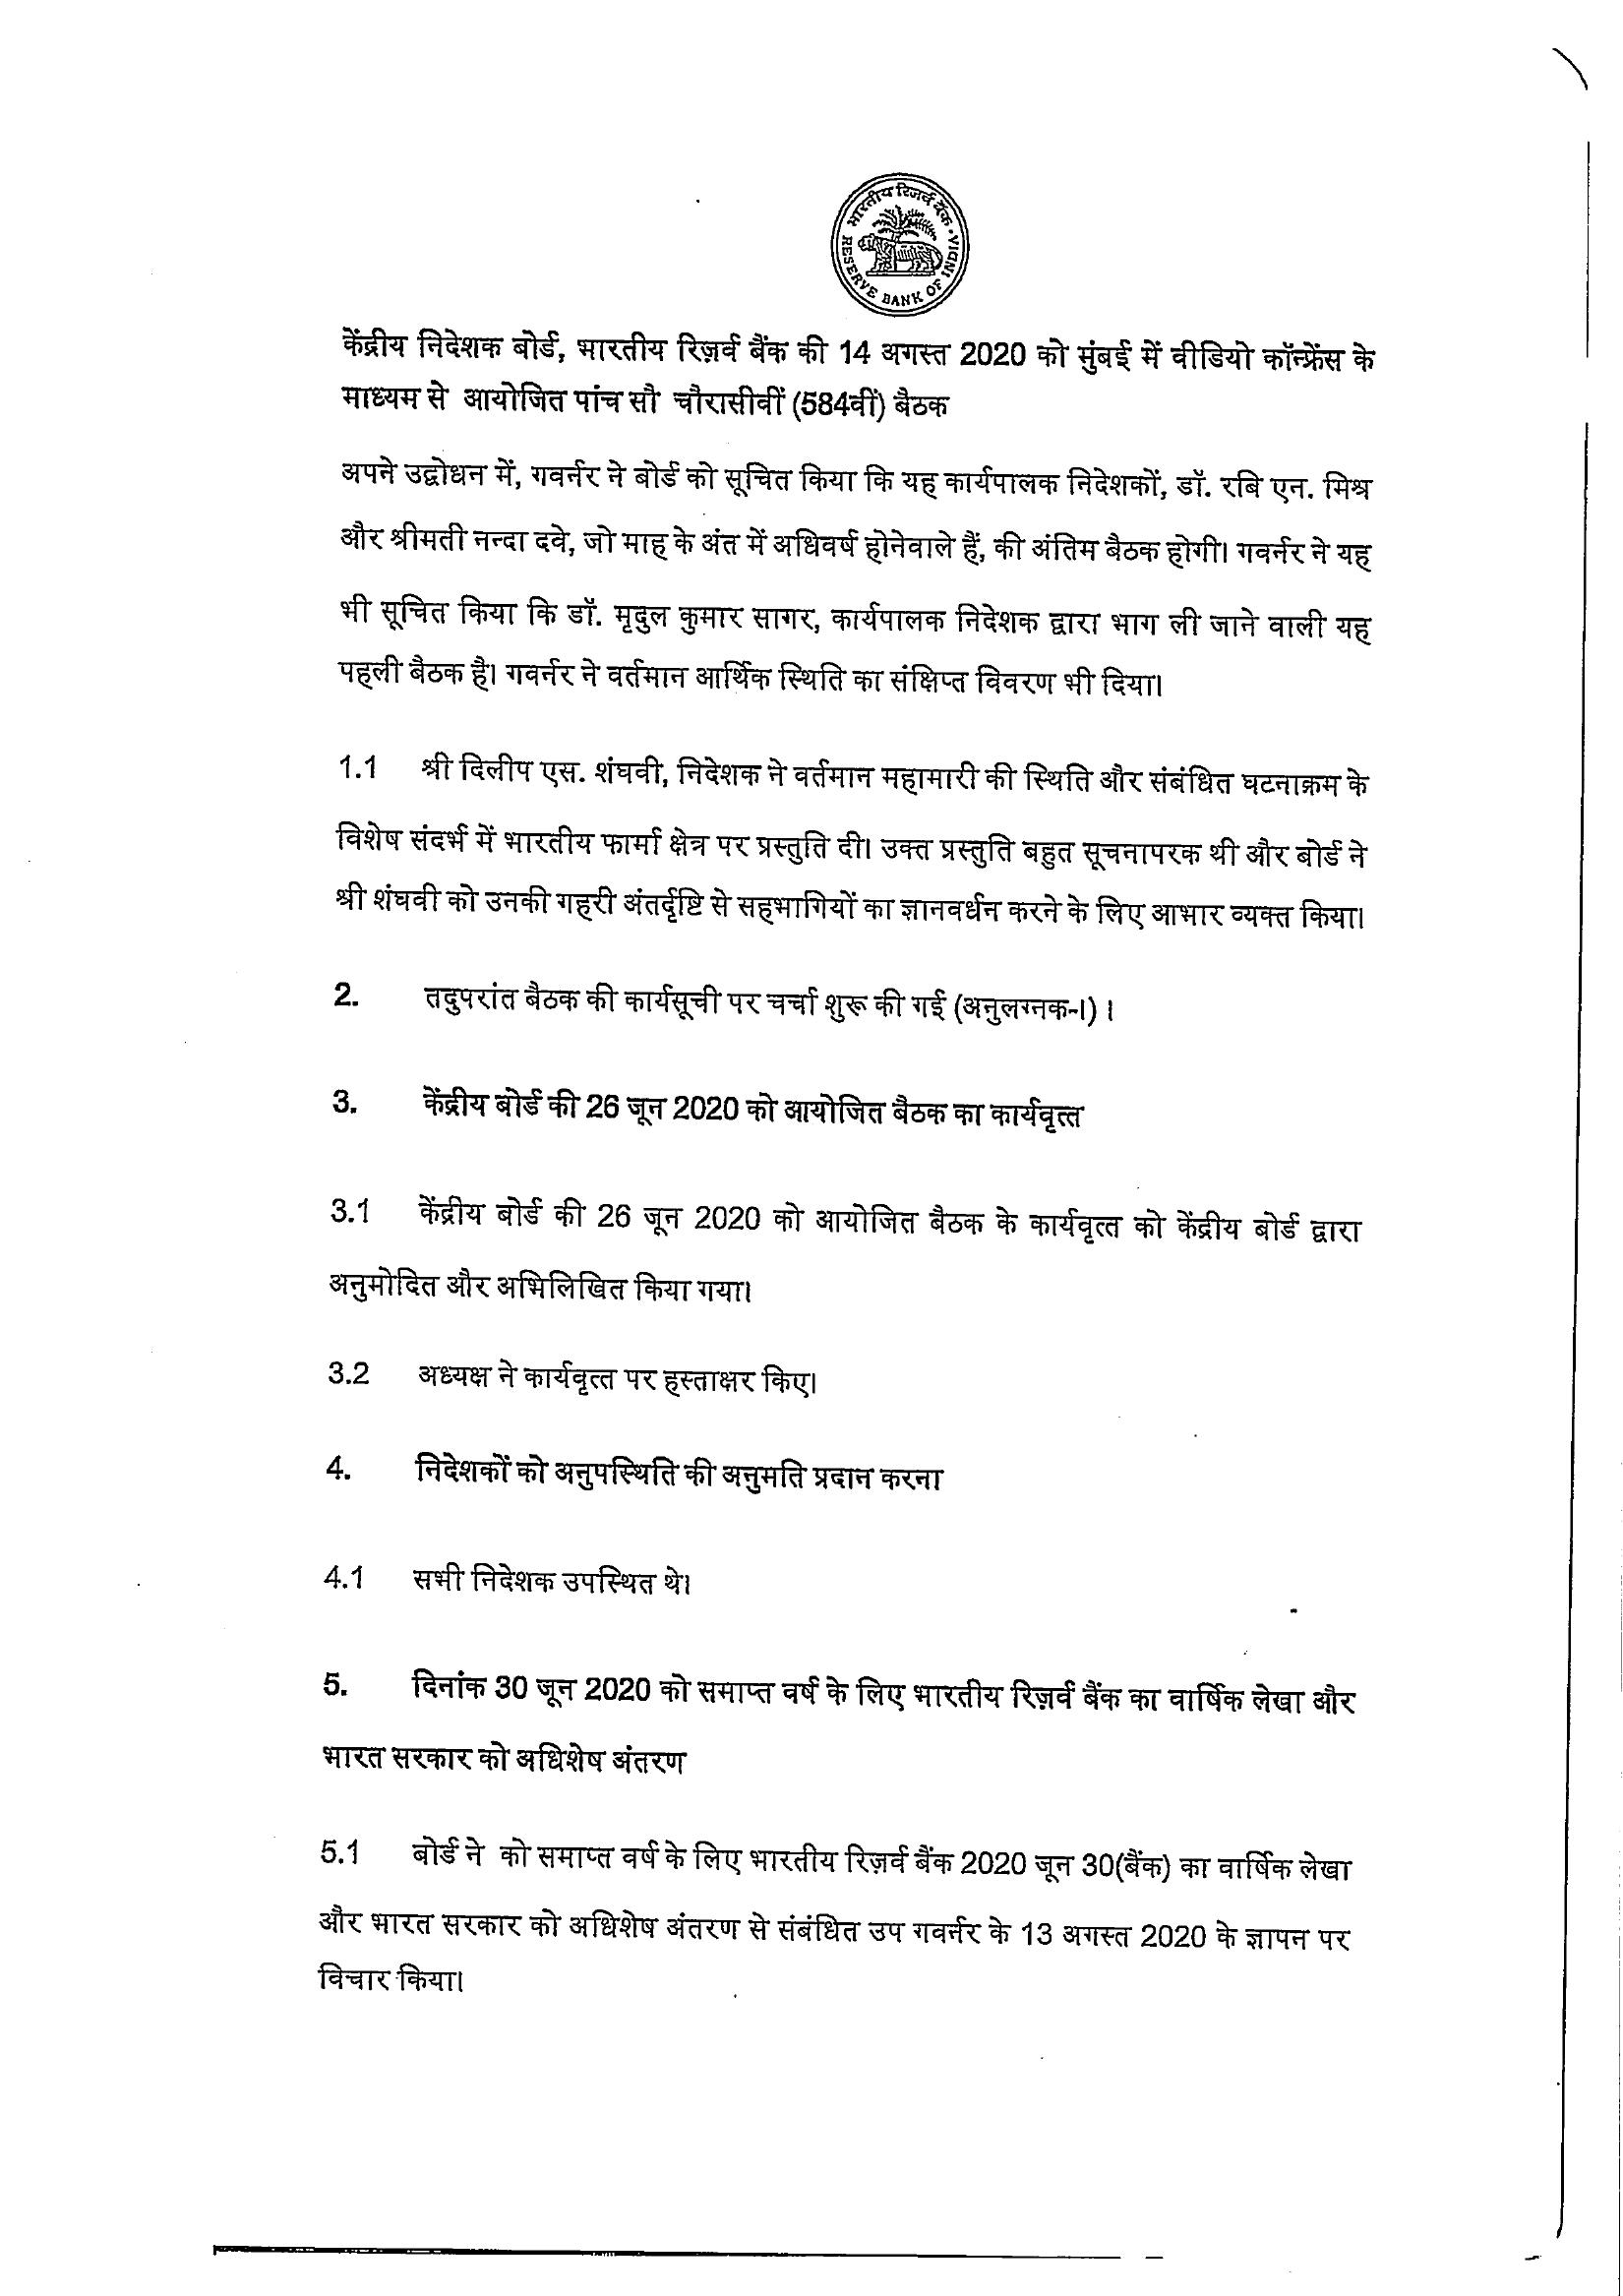 भारतीय रिज़र्व बैंक
RESERVE BANK OF INDIA
केंद्रीय निदेशक बोर्ड, भारतीय रिज़र्व बैंक की 14 अगस्त 2020 को मुंबई में वीडियो कॉन्फ्रेंस के
माध्यम से आयोजित पांच सौ चौरासीवीं (584वीं) बैठक
अपने उद्बोधन में, गवर्नर ने बोर्ड को सूचित किया कि यह कार्यपालक निदेशकों, डॉ. रबि एन. मिश्र
और श्रीमती नन्दा दवे, जो माह के अंत में अधिवर्ष होनेवाले हैं, की अंतिम बैठक होगी। गवर्नर ने यह
भी सूचित किया कि डॉ. मृदुल कुमार सागर, कार्यपालक निदेशक द्वारा भाग ली जाने वाली यह
पहली बैठक है। गवर्नर ने वर्तमान आर्थिक स्थिति का संक्षिप्त विवरण भी दिया।
1.1 श्री दिलीप एस. शंघवी, निदेशक ने वर्तमान महामारी की स्थिति और संबंधित घटनाक्रम के
विशेष संदर्भ में भारतीय फार्मा क्षेत्र पर प्रस्तुति दी। उक्त प्रस्तुति बहुत सूचनापरक थी और बोर्ड ने
श्री शंघवी को उनकी गहरी अंतर्दृष्टि से सहभागियों का ज्ञानवर्धन करने के लिए आभार व्यक्त किया।
2. तदुपरांत बैठक की कार्यसूची पर चर्चा शुरू की गई (अनुलग्नक-I) ।
3. केंद्रीय बोर्ड की 26 जून 2020 को आयोजित बैठक का कार्यवृत्त
3.1 केंद्रीय बोर्ड की 26 जून 2020 को आयोजित बैठक के कार्यवृत्त को केंद्रीय बोर्ड द्वारा
अनुमोदित और अभिलिखित किया गया।
3.2 अध्यक्ष ने कार्यवृत्त पर हस्ताक्षर किए।
4. निदेशकों को अनुपस्थिति की अनुमति प्रदान करना
4.1 सभी निदेशक उपस्थित थे।
5. दिनांक 30 जून 2020 को समाप्त वर्ष के लिए भारतीय रिज़र्व बैंक का वार्षिक लेखा और
भारत सरकार को अधिशेष अंतरण
5.1 बोर्ड ने को समाप्त वर्ष के लिए भारतीय रिज़र्व बैंक 2020 जून 30(बैंक) का वार्षिक लेखा
और भारत सरकार को अधिशेष अंतरण से संबंधित उप गवर्नर के 13 अगस्त 2020 के ज्ञापन पर
विचार किया।